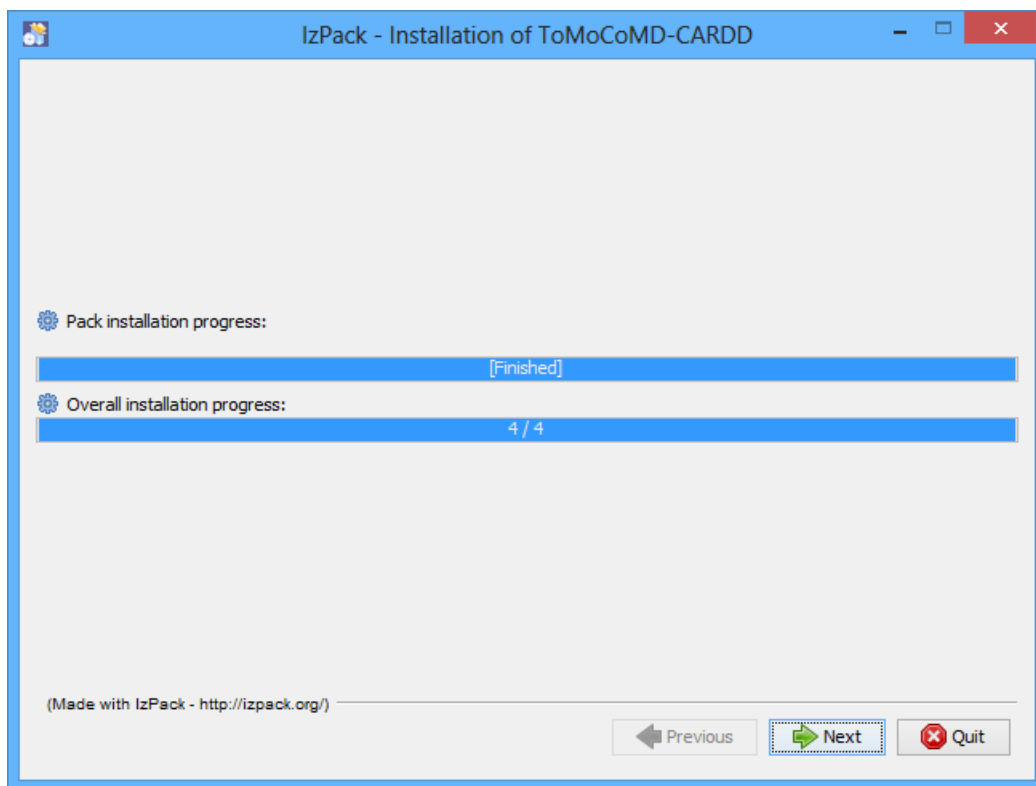 IzPack - Installation of ToMoCoMD-CARDD
Pack installation progress:
[Finished]
Overall installation progress:
4 / 4
(Made with IzPack - http://izpack.org/)
Previous Next Quit